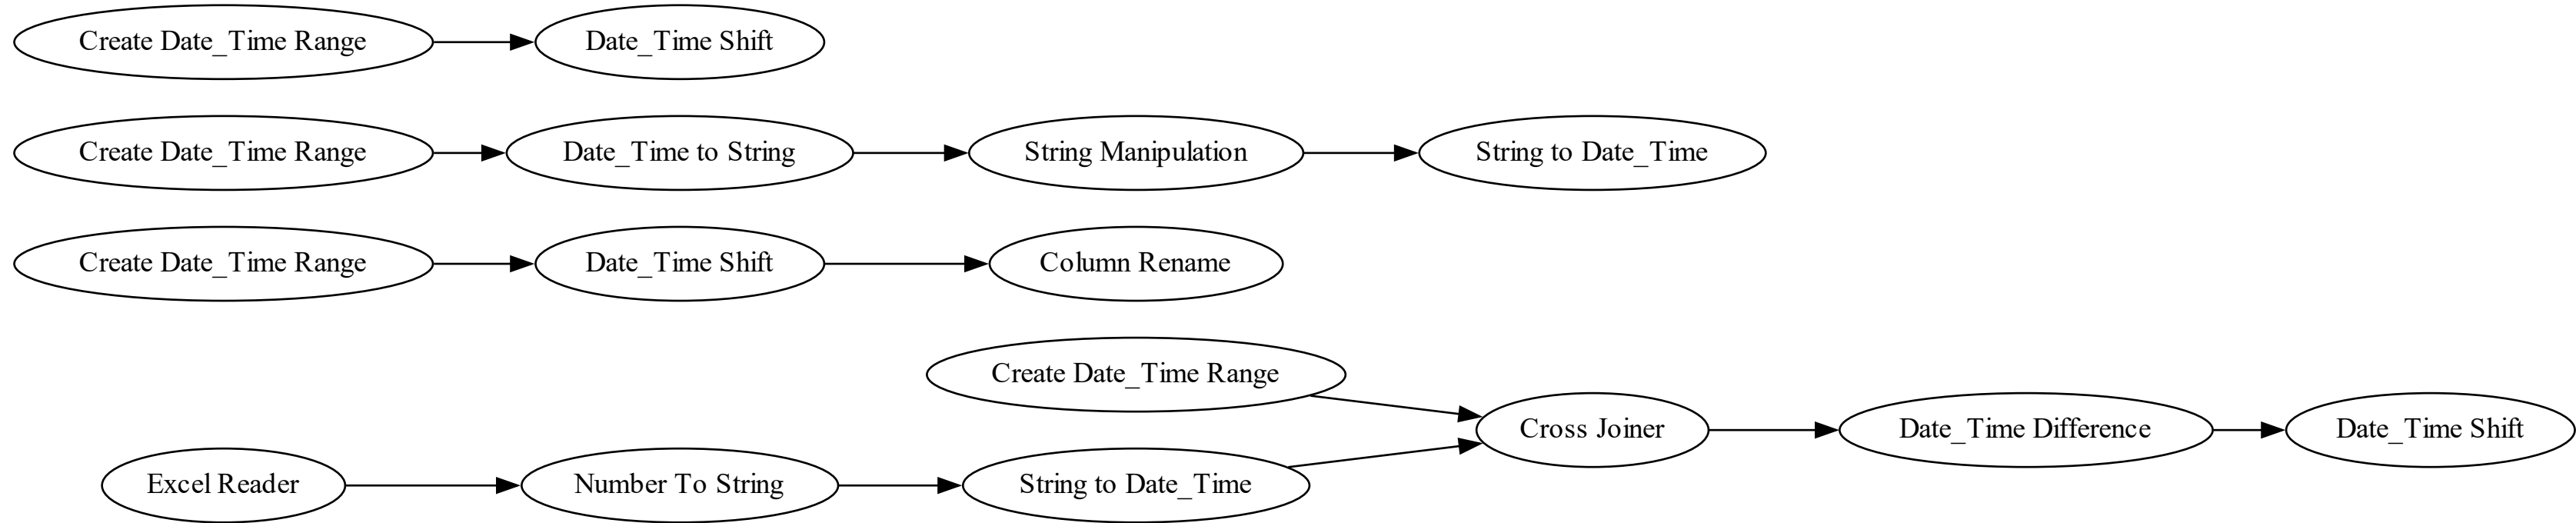 Create Date_Time Range
Date_Time Shift
Create Date_Time Range
Date_Time to String
String Manipulation
String to Date_Time
Create Date_Time Range
Date_Time Shift
Column Rename
Create Date_Time Range
Cross Joiner
Date_Time Difference
Date_Time Shift
Excel Reader
Number To String
String to Date_Time